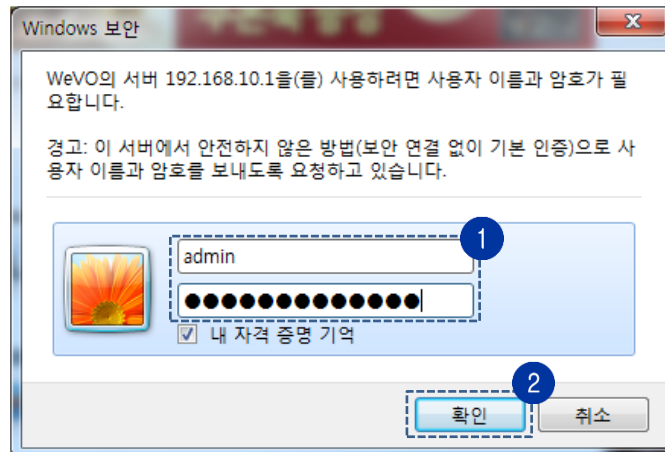 Windows 보안
WeVO의 서버 192.168.10.1을(를) 사용하려면 사용자 이름과 암호가 필
요합니다.
경고: 이 서버에서 안전하지 않은 방법(보안 연결 없이 기본 인증)으로 사
용자 이름과 암호를 보내도록 요청하고 있습니다.
1
admin
●●●●●●●●●●●●●
내 자격 증명 기억
2
확인 취소